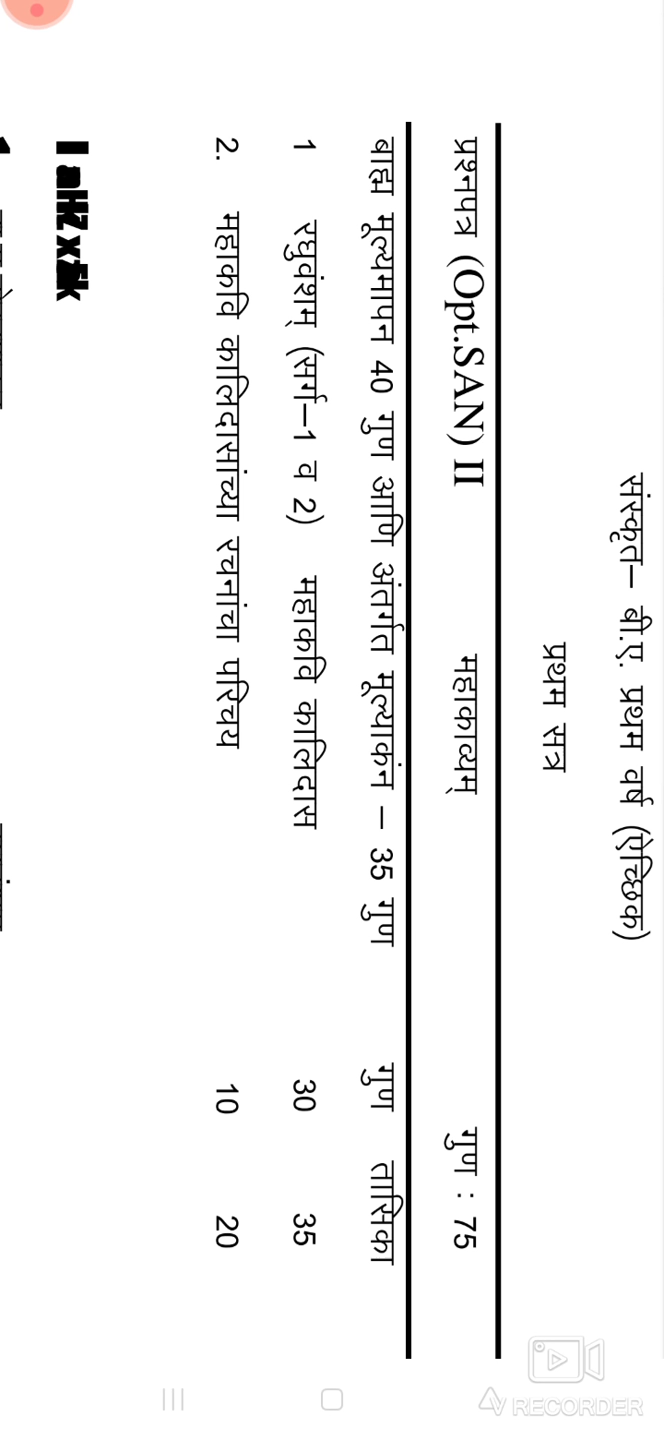 संस्कृत– बी.ए. प्रथम वर्ष (ऐच्छिक)
प्रथम सत्र
प्रश्नपत्र (Opt.SAN) II महाकाव्यम् गुण : 75
बाह्य मूल्यमापन 40 गुण आणि अंतर्गत मूल्याकंन – 35 गुण गुण तासिका
1 रघुवंशम् (सर्ग–1 व 2) महाकवि कालिदास 30 35
2. महाकवि कालिदासांच्या रचनांचा परिचय 10 20
RECORDER